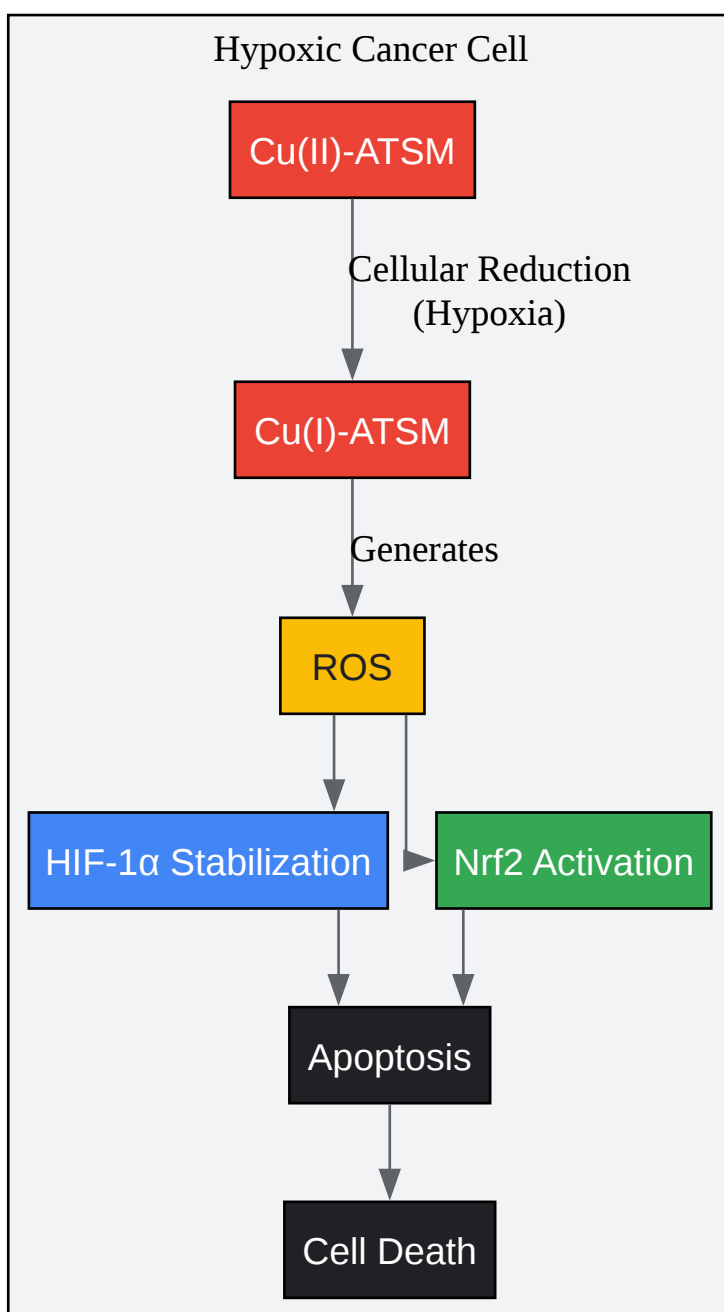 Hypoxic Cancer Cell
Cu(II)-ATSM
Cellular Reduction
(Hypoxia)
Cu(I)-ATSM
Generates
ROS
HIF-1α Stabilization
Nrf2 Activation
Apoptosis
Cell Death